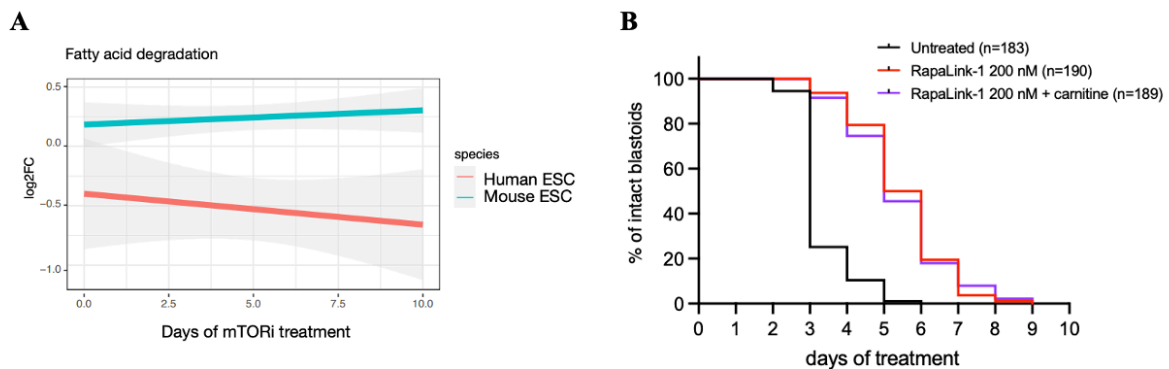 A
Fatty acid degradation
0.5
0.0
−0.5
−1.0
log2FC
0.0 2.5 5.0 7.5 10.0
Days of mTORi treatment
species
Human ESC
Mouse ESC
B
Untreated (n=183)
RapaLink-1 200 nM (n=190)
RapaLink-1 200 nM + carnitine (n=189)
100
80
60
40
20
0
% of intact blastoids
0 1 2 3 4 5 6 7 8 9 10
days of treatment